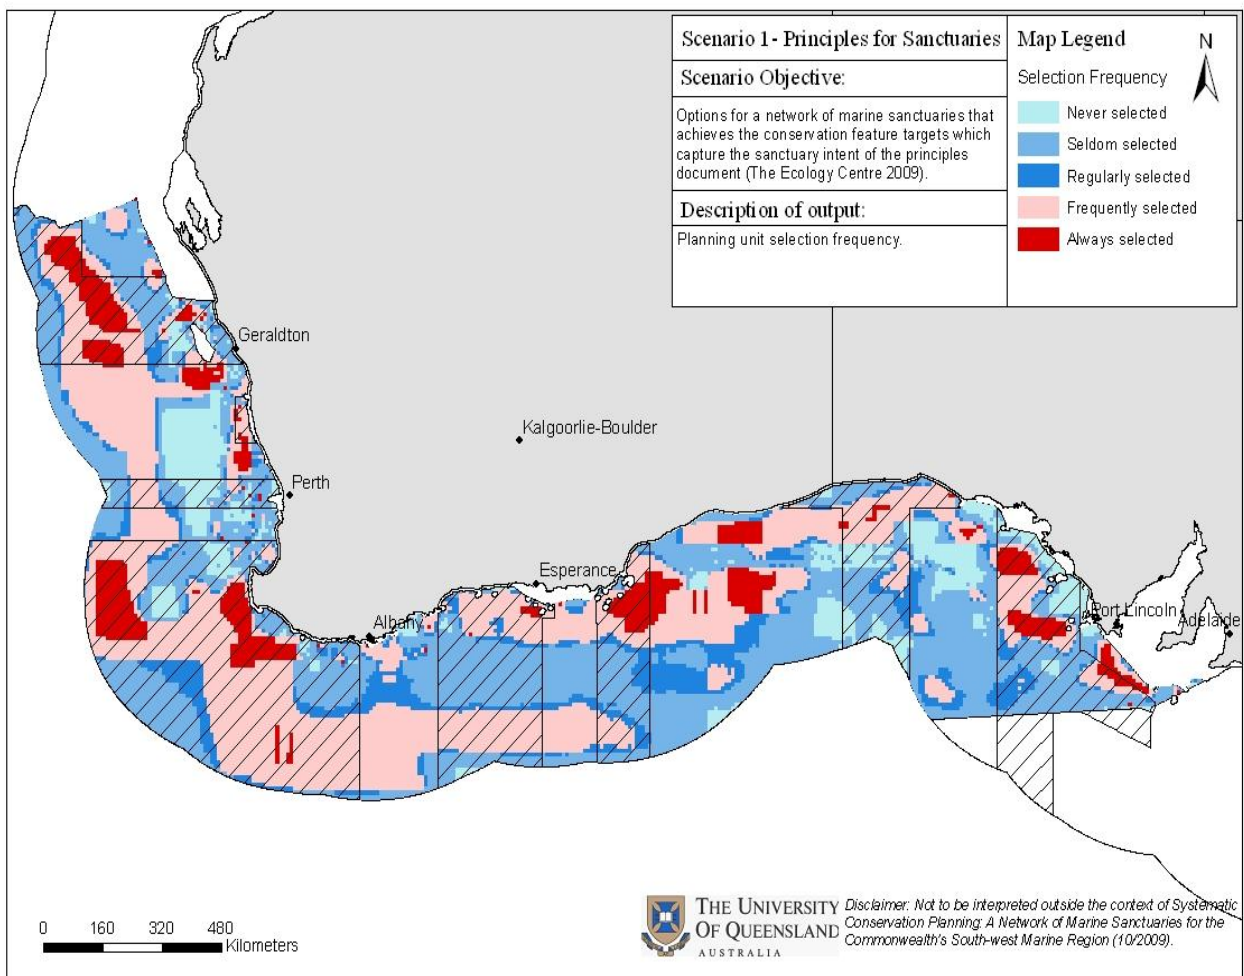 Scenario 1- Principles for Sanctuaries
Scenario Objective:
Options for a network of marine sanctuaries that
achieves the conservation feature targets which
capture the sanctuary intent of the principles
document (The Ecology Centre 2009).
Description of output:
Planning unit selection frequency.
Map Legend
N
Selection Frequency
Never selected
Seldom selected
Regularly selected
Frequently selected
Always selected
Geraldton
Kalgoorlie-Boulder
Perth
Esperance
Albany
Port Lincoln
Adelaide
0 160 320 480
Kilometers
THE UNIVERSITY
OF QUEENSLAND
AUSTRALIA
Disclaimer: Not to be interpreted outside the context of Systematic
Conservation Planning: A Network of Marine Sanctuaries for the
Commonwealth's South-west Marine Region (10/2009).